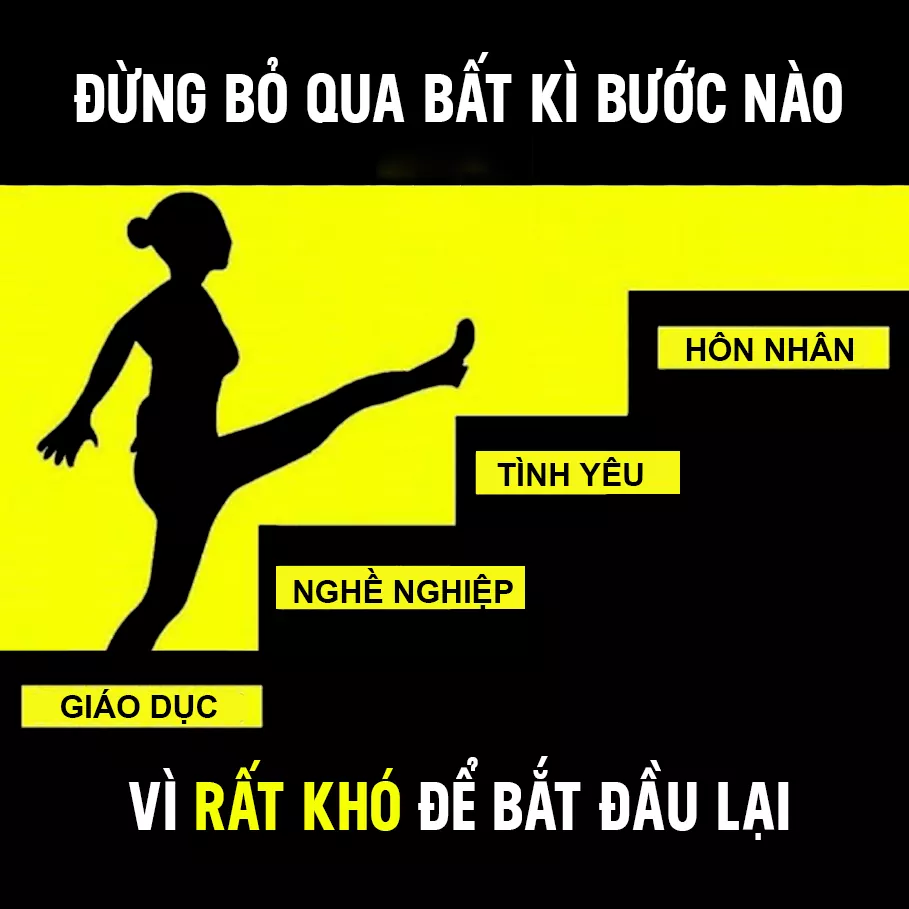 ĐỪNG BỎ QUA BẤT KÌ BƯỚC NÀO
HÔN NHÂN
TÌNH YÊU
NGHỀ NGHIỆP
GIÁO DỤC
VÌ RẤT KHÓ ĐỂ BẮT ĐẦU LẠI